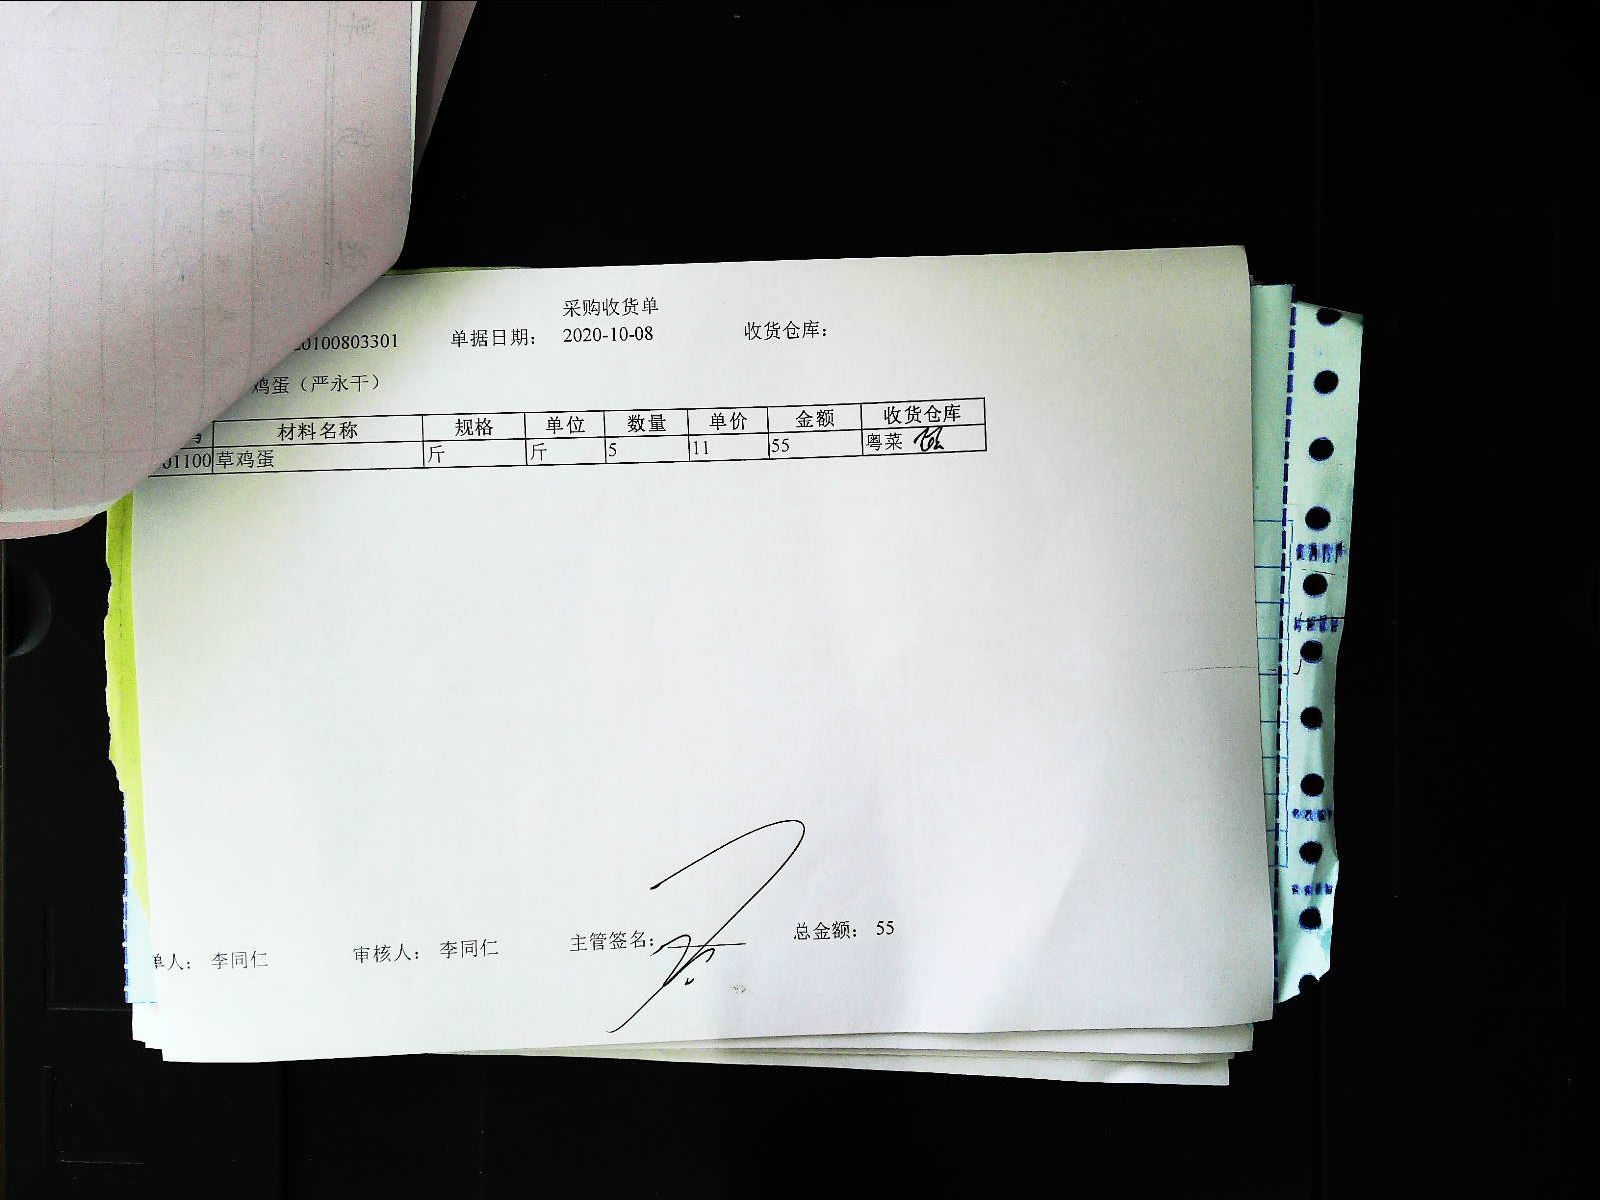 采购收货单
20100803301 单据日期： 2020-10-08 收货仓库：
鸡蛋（严永干）
材料名称 规格 单位 数量 单价 金额 收货仓库
01100 草鸡蛋 斤 斤 5 11 55 粤菜
单人： 李同仁 审核人： 李同仁 主管签名： 总金额： 55